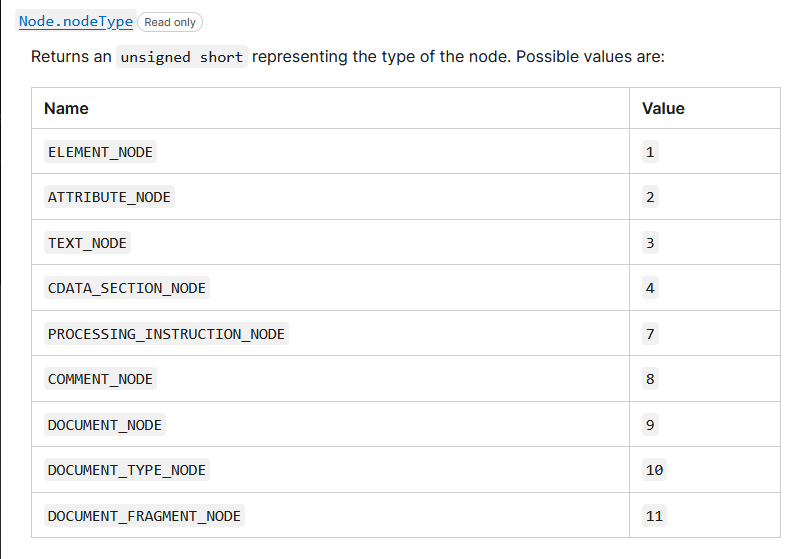 Node.nodeType Read only
Returns an unsigned short representing the type of the node. Possible values are:
Name Value
ELEMENT_NODE 1
ATTRIBUTE_NODE 2
TEXT_NODE 3
CDATA_SECTION_NODE 4
PROCESSING_INSTRUCTION_NODE 7
COMMENT_NODE 8
DOCUMENT_NODE 9
DOCUMENT_TYPE_NODE 10
DOCUMENT_FRAGMENT_NODE 11